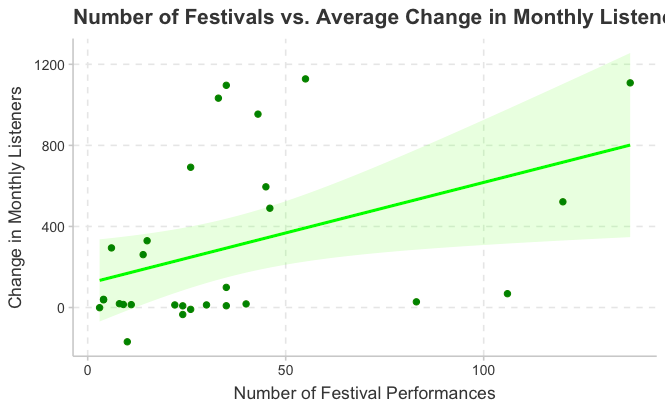 Number of Festivals vs. Average Change in Monthly Listene
Change in Monthly Listeners
1200
800
400
0
0 50 100
Number of Festival Performances